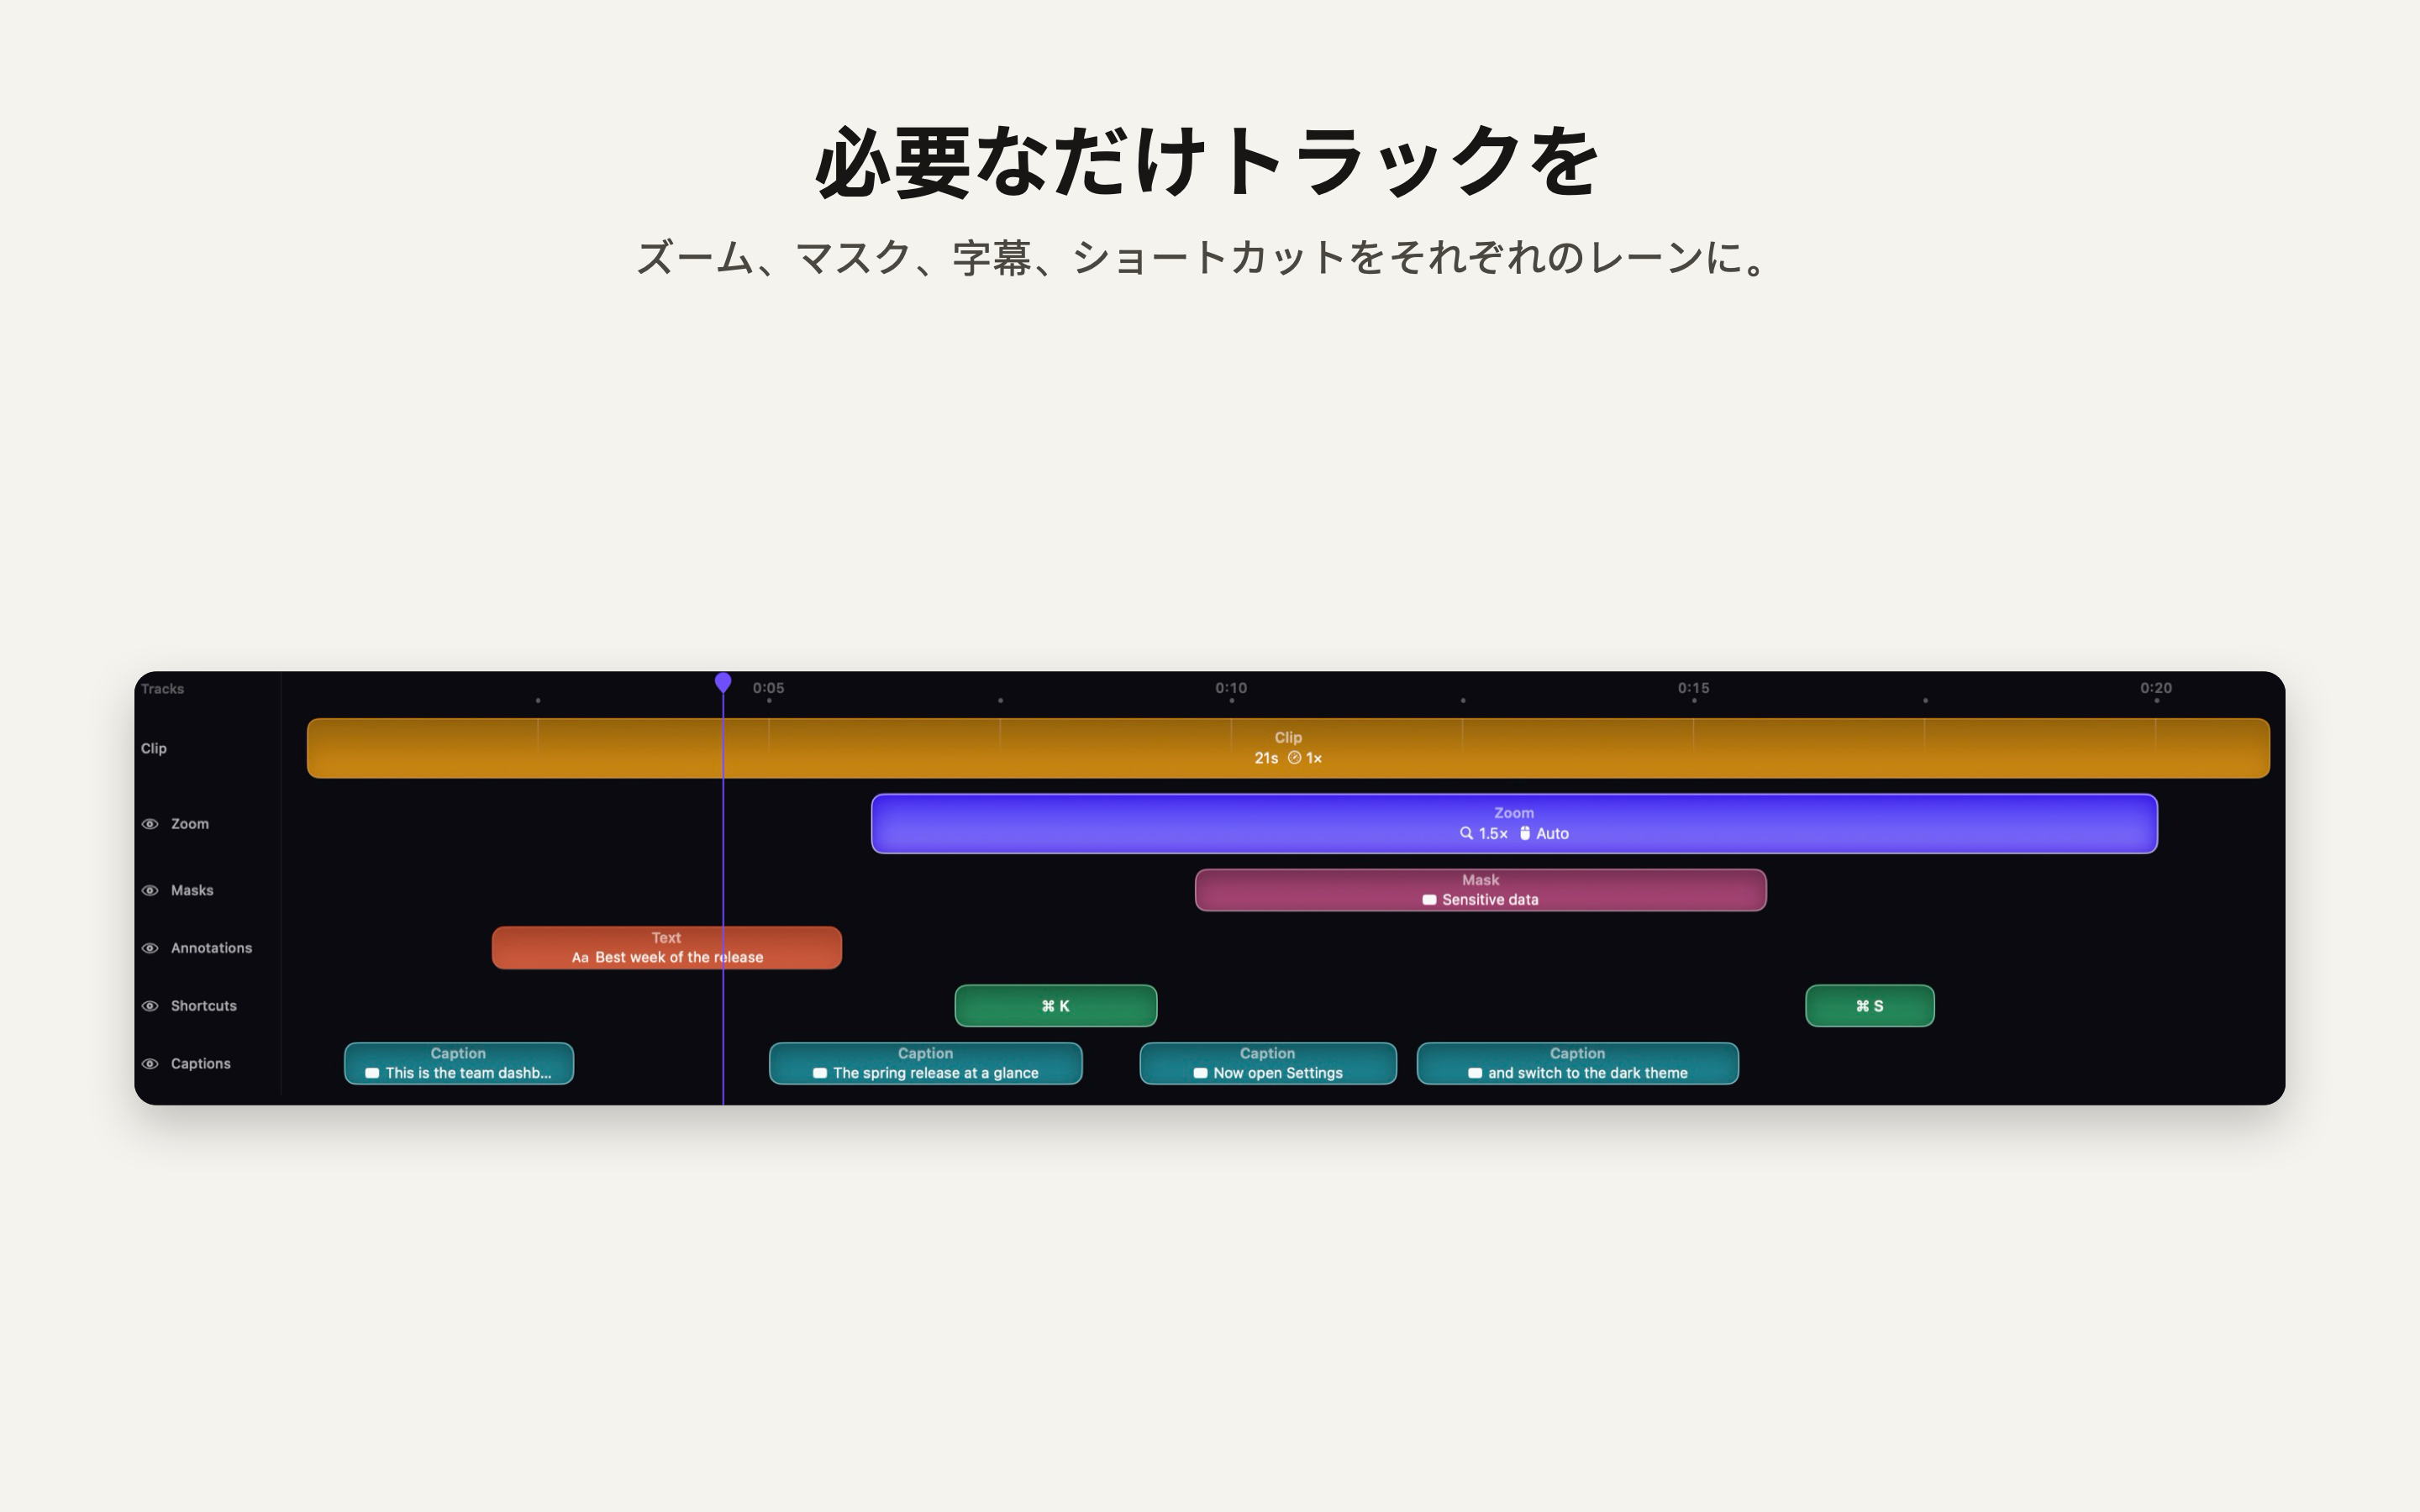 必要なだけトラックを
ズーム、マスク、字幕、ショートカットをそれぞれのレーンに。
Tracks
0:05
0:10
0:15
0:20
Clip
Clip
21s 1×
Zoom
Zoom
1.5× Auto
Masks
Mask
Sensitive data
Annotations
Text
Aa Best week of the release
Shortcuts
⌘ K
⌘ S
Captions
Caption
This is the team dashb...
Caption
The spring release at a glance
Caption
Now open Settings
Caption
and switch to the dark theme